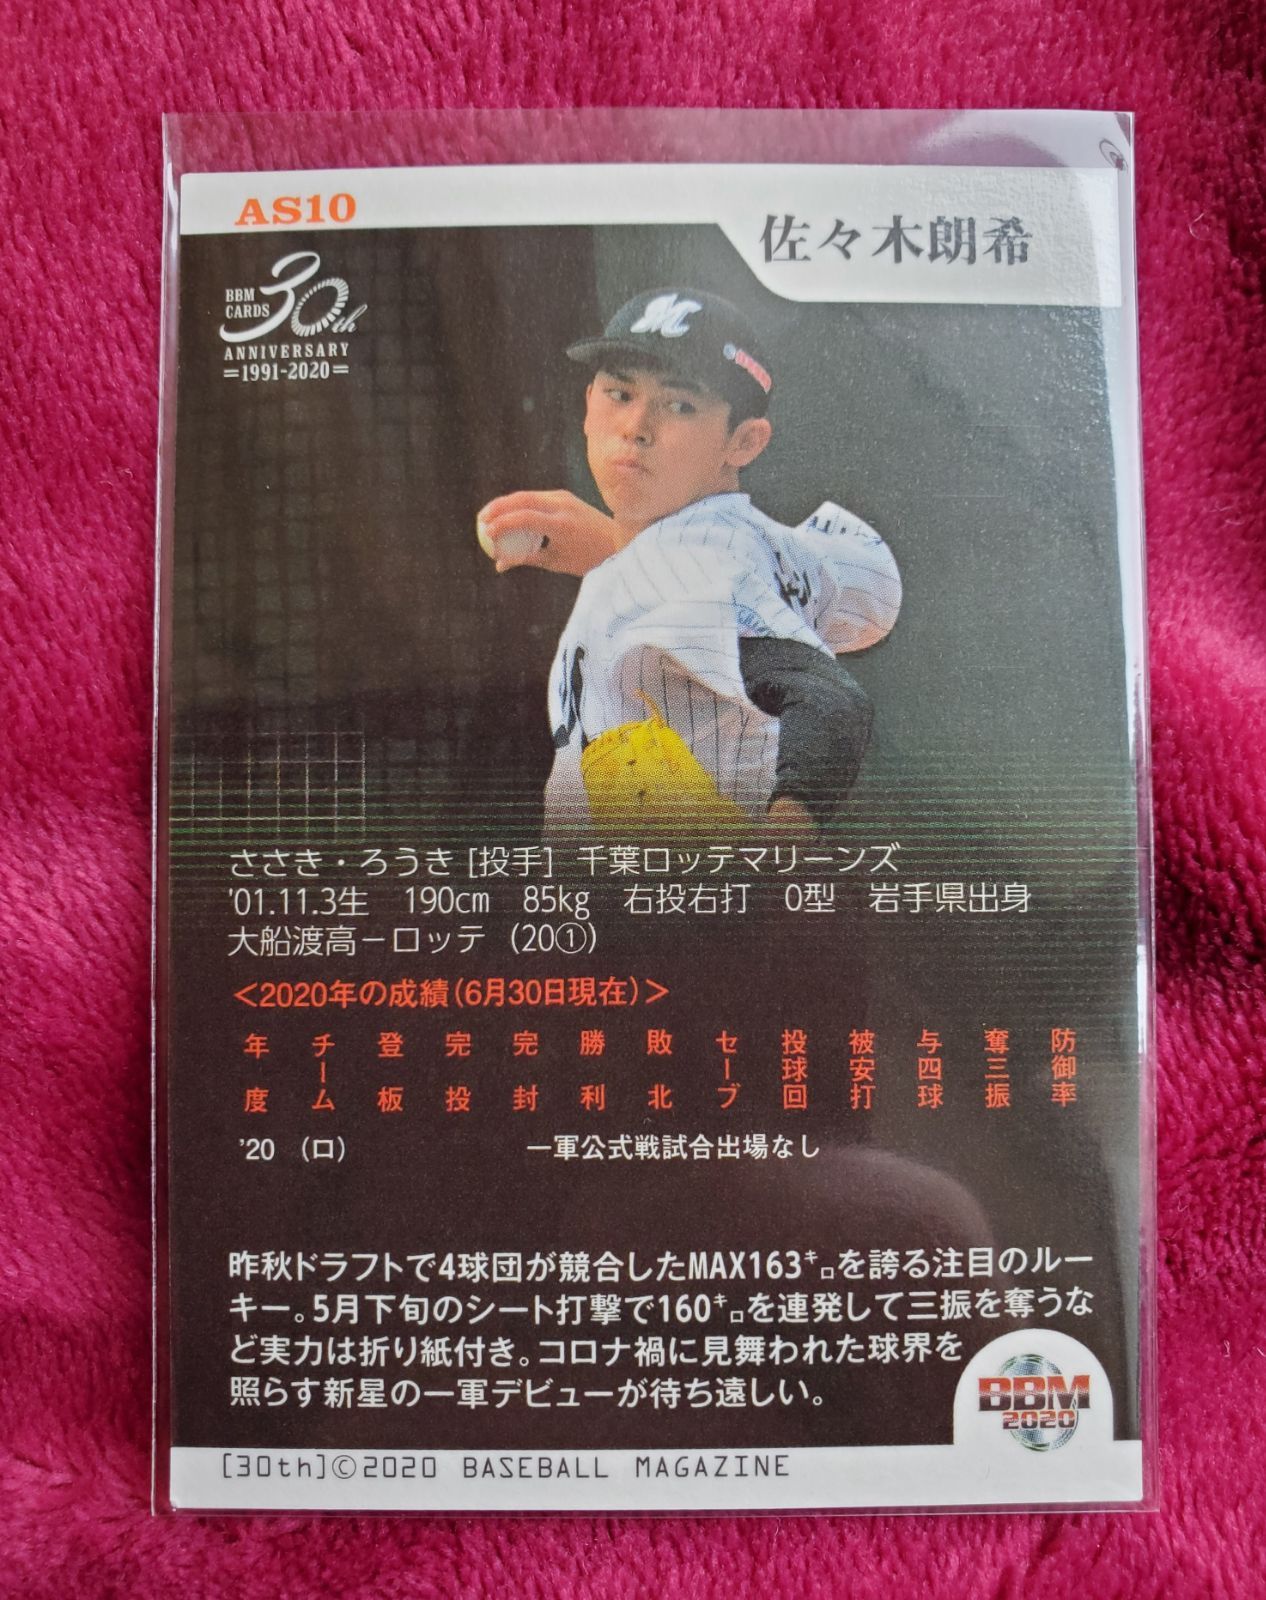 AS10
佐々木朗希
BBM
CARDS
30th
ANNIVERSARY
=1991-2020=
M
ささき・ろうき [投手] 千葉ロッテマリーンズ
'01.11.3生 190cm 85kg 右投右打 O型 岩手県出身
大船渡高－ロッテ (20①)
＜2020年の成績(6月30日現在)＞
年度 チーム 登板 完投 完封 勝利 敗北 セーブ 投球回 被安打 与四球 奪三振 防御率
'20 (ロ) 一軍公式戦試合出場なし
昨秋ドラフトで4球団が競合したMAX163㌔を誇る注目のルー
キー。5月下旬のシート打撃で160㌔を連発して三振を奪うな
ど実力は折り紙付き。コロナ禍に見舞われた球界を
照らす新星の一軍デビューが待ち遠しい。
BBM
2020
[30th]©2020 BASEBALL MAGAZINE